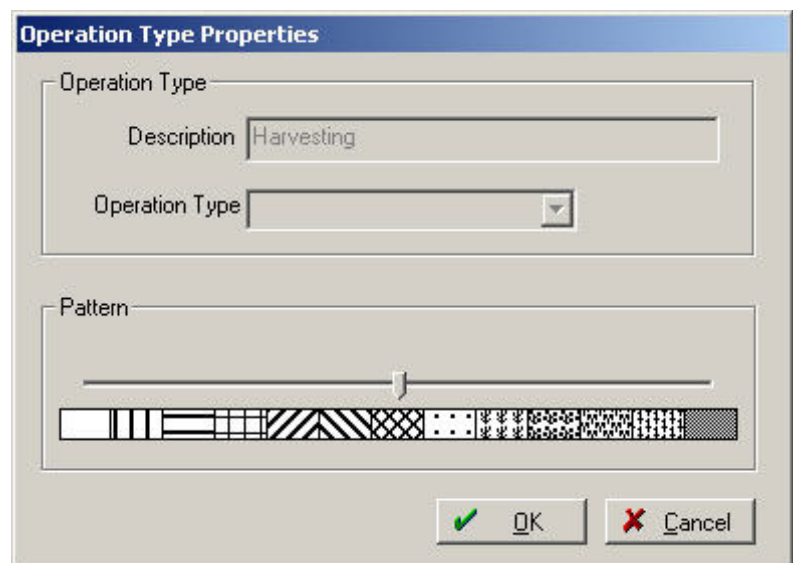 Operation Type Properties
Operation Type
Description Harvesting
Operation Type
Pattern
OK Cancel